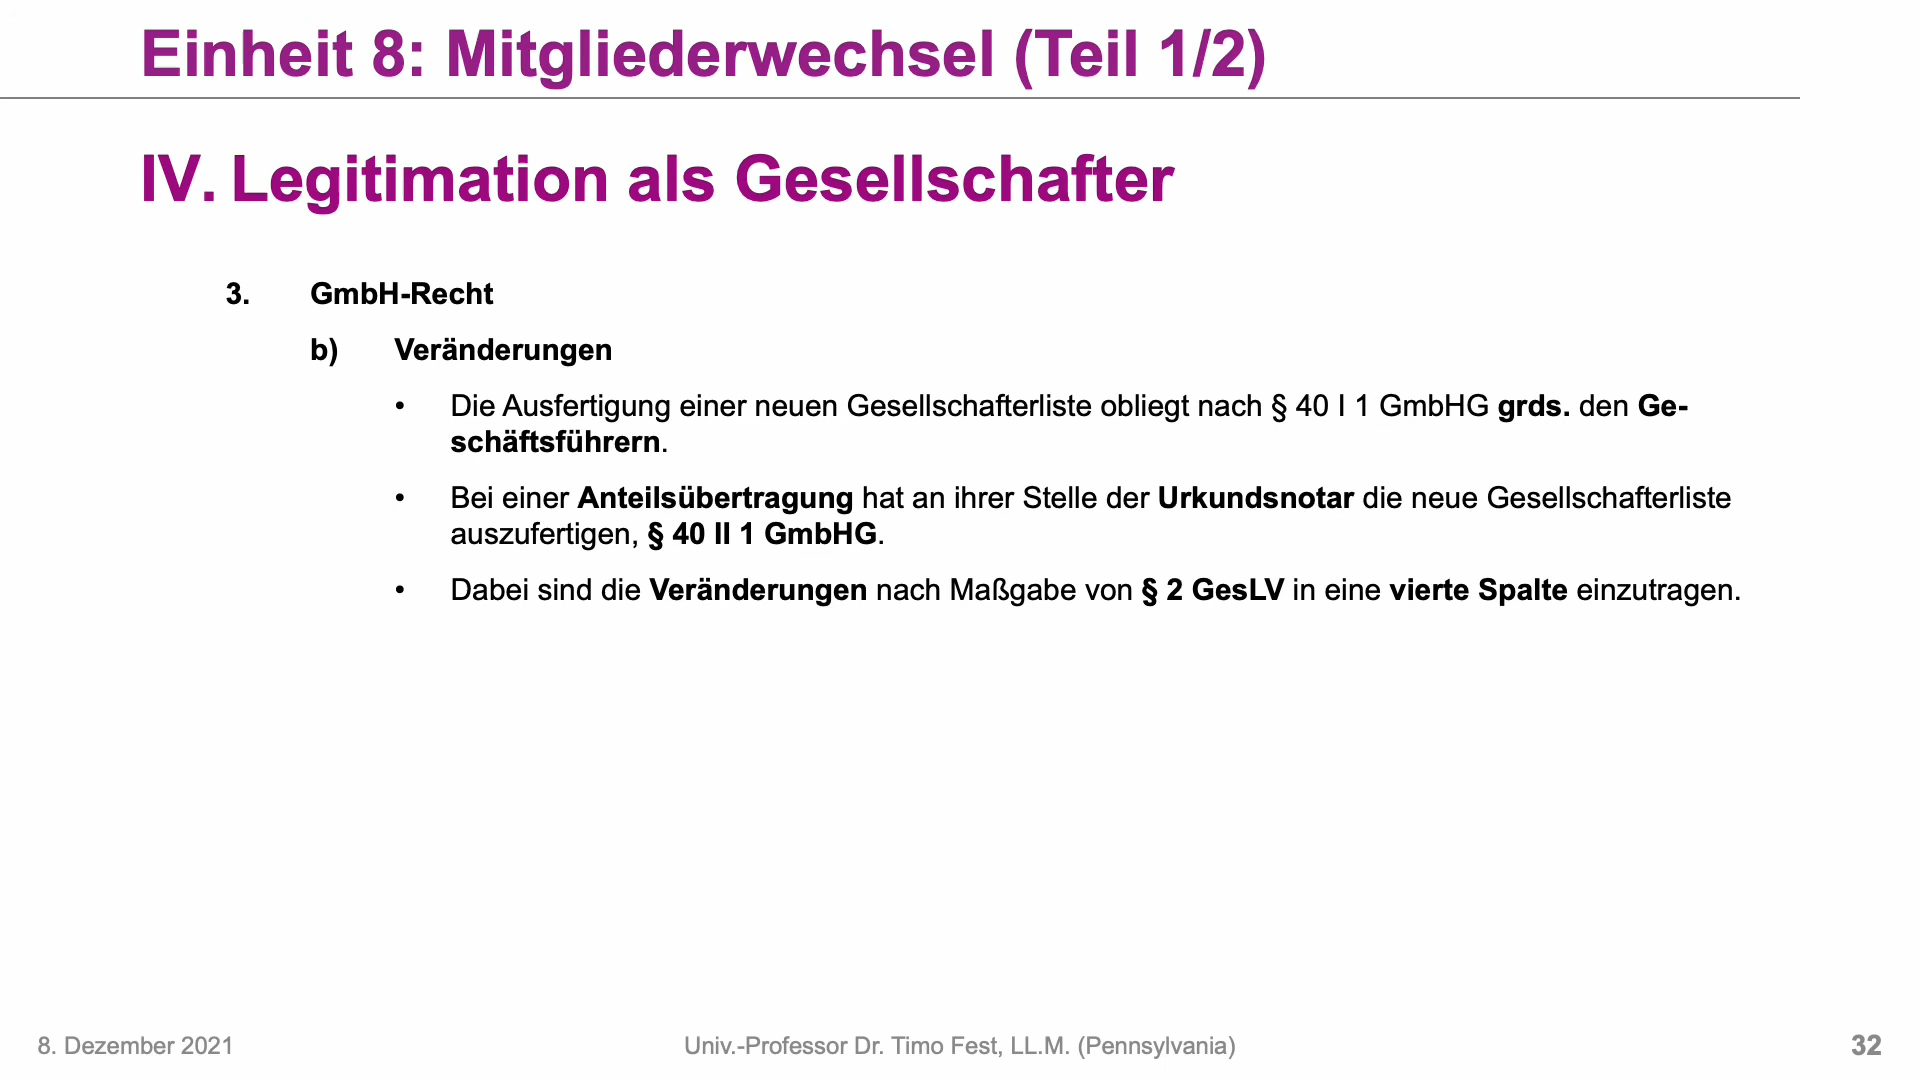 Einheit 8: Mitgliederwechsel (Teil 1/2)
IV. Legitimation als Gesellschafter
3. GmbH-Recht
b) Veränderungen
• Die Ausfertigung einer neuen Gesellschafterliste obliegt nach § 40 I 1 GmbHG grds. den Ge-
schäftsführern.
• Bei einer Anteilsübertragung hat an ihrer Stelle der Urkundsnotar die neue Gesellschafterliste
auszufertigen, § 40 II 1 GmbHG.
• Dabei sind die Veränderungen nach Maßgabe von § 2 GesLV in eine vierte Spalte einzutragen.
8. Dezember 2021
Univ.-Professor Dr. Timo Fest, LL.M. (Pennsylvania)
32